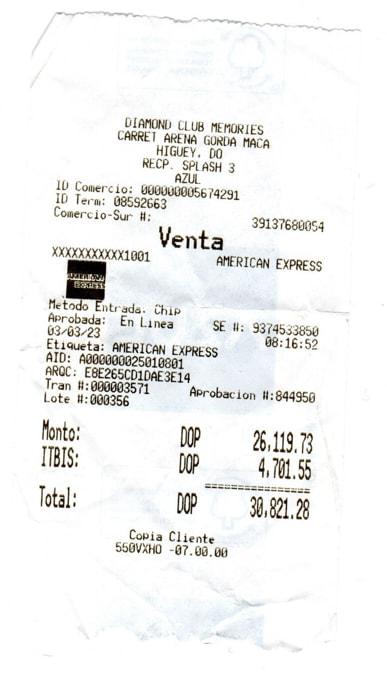 DIAMOND CLUB MEMORIES
CARRET ARENA GORDA MACA
HIGUEY, DO
RECP. SPLASH 3
AZUL
ID Comercio: 000000005674291
ID Term: 08592663
Comercio-Sur #: 39137680054
Venta
XXXXXXXXXXX1001 AMERICAN EXPRESS
AMERICAN EXPRESS
Metodo Entrada: Chip
Aprobada: En Linea SE #: 9374533850
03/03/23 08:16:52
Etiqueta: AMERICAN EXPRESS
AID: A000000025010801
ARQC: E8E265CD1DAE3E14
Tran #:000003571 Aprobacion #:844950
Lote #:000356
Monto: DOP 26,119.73
ITBIS: DOP 4,701.55
===================
Total: DOP 30,821.28
Copia Cliente
550VXHO -07.00.00